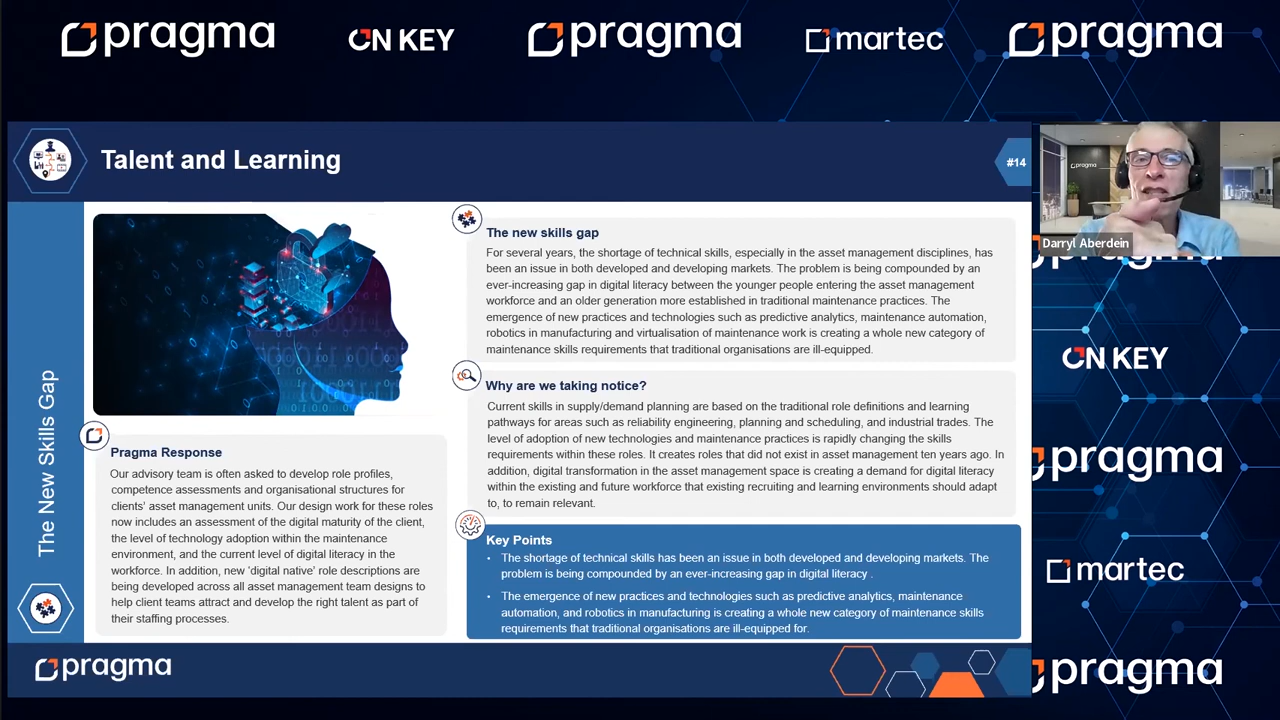 pragma
ON KEY
pragma
martec
pragma
Talent and Learning
#14
pragma
Darryl Aberdein
The New Skills Gap
The new skills gap
For several years, the shortage of technical skills, especially in the asset management disciplines, has
been an issue in both developed and developing markets. The problem is being compounded by an
ever-increasing gap in digital literacy between the younger people entering the asset management
workforce and an older generation more established in traditional maintenance practices. The
emergence of new practices and technologies such as predictive analytics, maintenance automation,
robotics in manufacturing and virtualisation of maintenance work is creating a whole new category of
maintenance skills requirements that traditional organisations are ill-equipped.
Why are we taking notice?
Current skills in supply/demand planning are based on the traditional role definitions and learning
pathways for areas such as reliability engineering, planning and scheduling, and industrial trades. The
level of adoption of new technologies and maintenance practices is rapidly changing the skills
requirements within these roles. It creates roles that did not exist in asset management ten years ago. In
addition, digital transformation in the asset management space is creating a demand for digital literacy
within the existing and future workforce that existing recruiting and learning environments should adapt
to, to remain relevant.
Pragma Response
Our advisory team is often asked to develop role profiles,
competence assessments and organisational structures for
clients' asset management units. Our design work for these roles
now includes an assessment of the digital maturity of the client,
the level of technology adoption within the maintenance
environment, and the current level of digital literacy in the
workforce. In addition, new 'digital native' role descriptions are
being developed across all asset management team designs to
help client teams attract and develop the right talent as part of
their staffing processes.
Key Points
• The shortage of technical skills has been an issue in both developed and developing markets. The
problem is being compounded by an ever-increasing gap in digital literacy .
• The emergence of new practices and technologies such as predictive analytics, maintenance
automation, and robotics in manufacturing is creating a whole new category of maintenance skills
requirements that traditional organisations are ill-equipped for.
pragma
ON KEY
pragma
martec
pragma